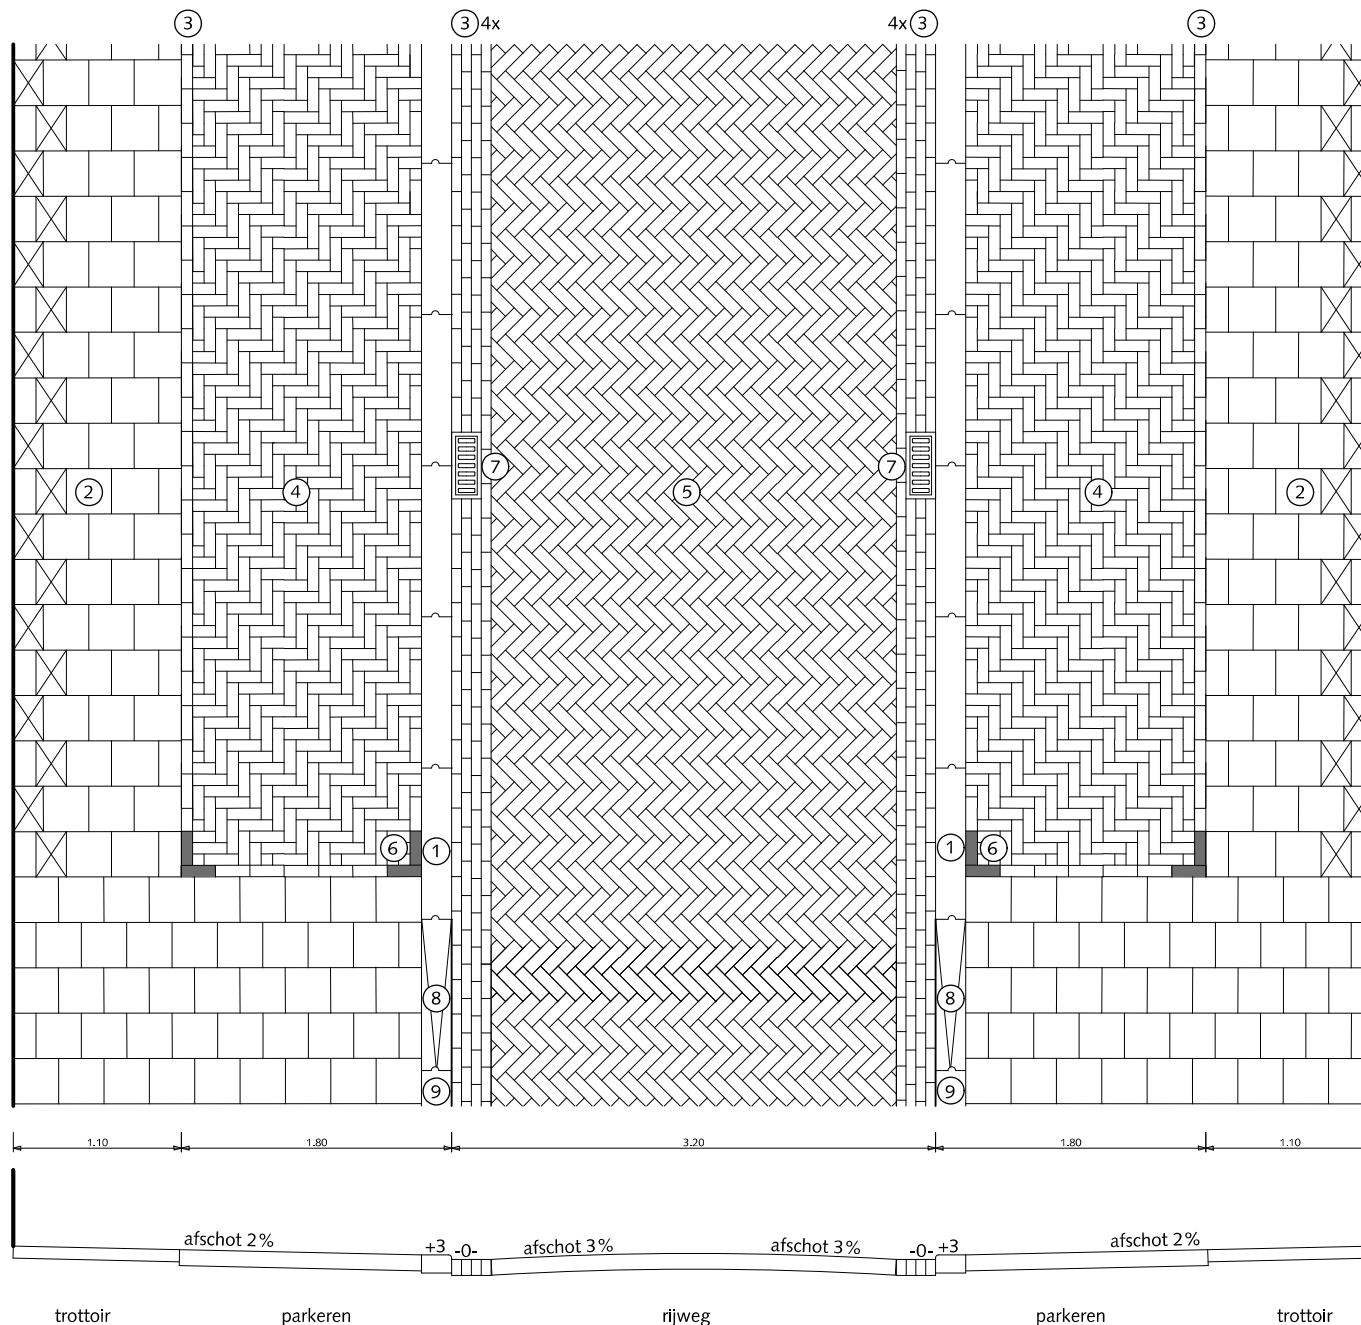 3 3 4x 4x 3 3
7 7
2 4 5 4 2
6 1 1 6
8 8
9 9
1.10 1.80 3.20 1.80 1.10
afschot 2% +3 -0- afschot 3% afschot 3% -0- +3 afschot 2%
trottoir parkeren rijweg parkeren trottoir